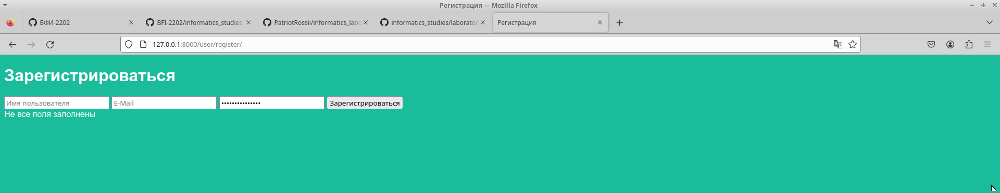 Регистрация — Mozilla Firefox
БФИ-2202
BFI-2202/informatics_studies
PatriotRossii/informatics_labo
informatics_studies/laborator
Регистрация
127.0.0.1:8000/user/register/
Зарегистрироваться
Имя пользователя
E-Mail
•••••••••••••••
Зарегистрироваться
Не все поля заполнены